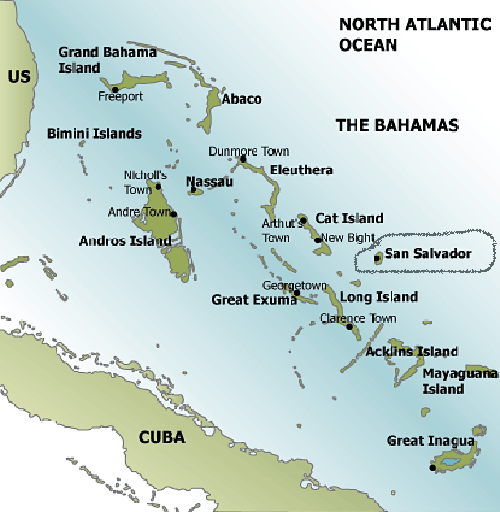 NORTH ATLANTIC
OCEAN
Grand Bahama
Island
US
Freeport
Abaco
THE BAHAMAS
Bimini Islands
Dunmore Town
Eleuthera
Nicholl's
Town
Nassau
Andre Town
Cat Island
Arthur's
Town
New Bight
Andros Island
San Salvador
Georgetown
Great Exuma
Long Island
Clarence Town
Acklins Island
Mayaguana
Island
CUBA
Great Inagua